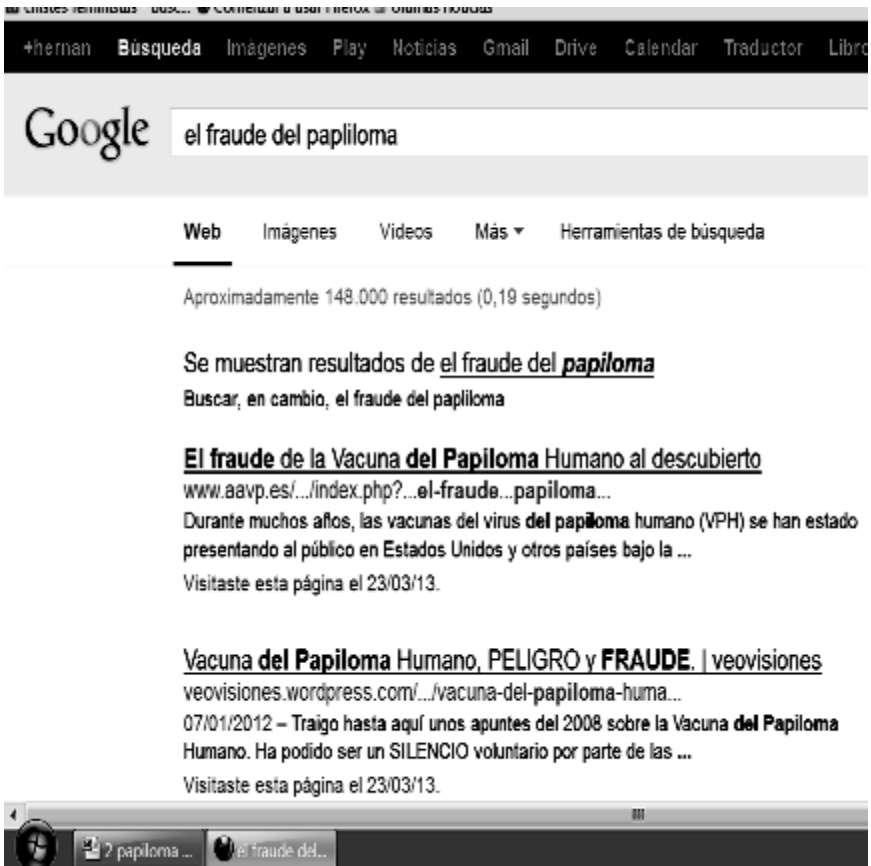 +hernan Búsqueda Imágenes Play Noticias Gmail Drive Calendar Traductor Libro
Google el fraude del papliloma
Web Imágenes Videos Más Herramientas de búsqueda
Aproximadamente 148.000 resultados (0,19 segundos)
Se muestran resultados de el fraude del papiloma
Buscar, en cambio, el fraude del papliloma
El fraude de la Vacuna del Papiloma Humano al descubierto
www.aavp.es/.../index.php?...el-fraude...papiloma...
Durante muchos años, las vacunas del virus del papiloma humano (VPH) se han estado
presentando al público en Estados Unidos y otros países bajo la ...
Visitaste esta página el 23/03/13.
Vacuna del Papiloma Humano, PELIGRO y FRAUDE. | veovisiones
veovisiones.wordpress.com/.../vacuna-del-papiloma-huma...
07/01/2012 – Traigo hasta aquí unos apuntes del 2008 sobre la Vacuna del Papiloma
Humano. Ha podido ser un SILENCIO voluntario por parte de las ...
Visitaste esta página el 23/03/13.
2 papiloma ... el fraude del...